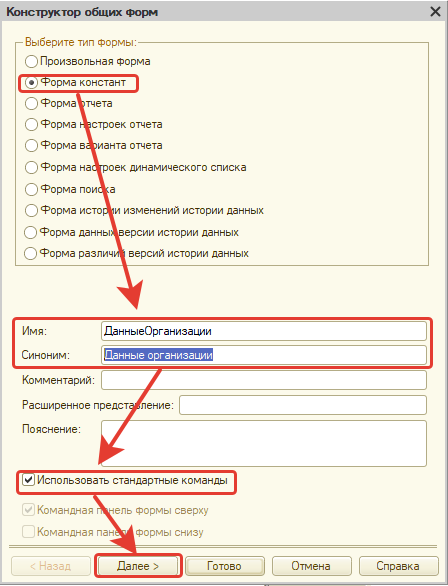 Конструктор общих форм
Выберите тип формы:
Произвольная форма
Форма констант
Форма отчета
Форма настроек отчета
Форма варианта отчета
Форма настроек динамического списка
Форма поиска
Форма истории изменений истории данных
Форма данных версии истории данных
Форма различий версий истории данных
Имя: ДанныеОрганизации
Синоним: Данные организации
Комментарий:
Расширенное представление:
Пояснение:
Использовать стандартные команды
Командная панель формы сверху
Командная панель формы снизу
< Назад Далее > Готово Отмена Справка